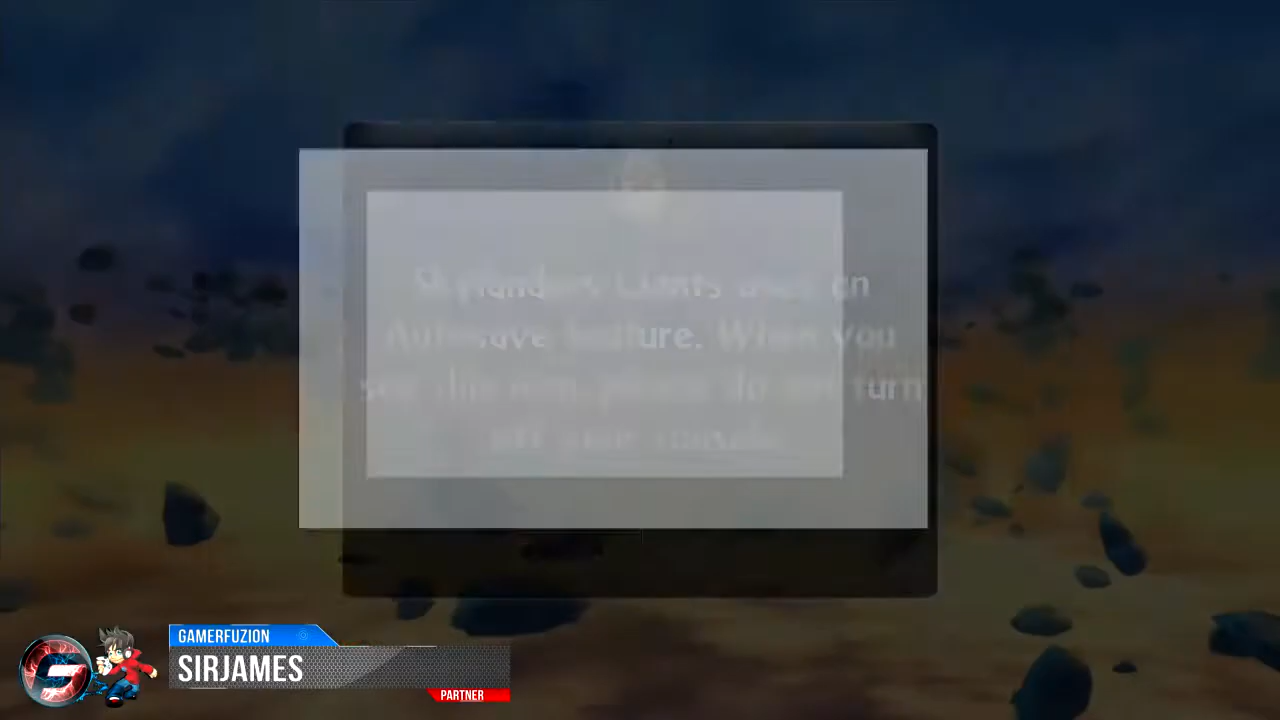 Skylanders Giants uses an
Autosave feature. When you
see this icon, please do not turn
off your console.
GAMERFUZION
SIRJAMES
PARTNER